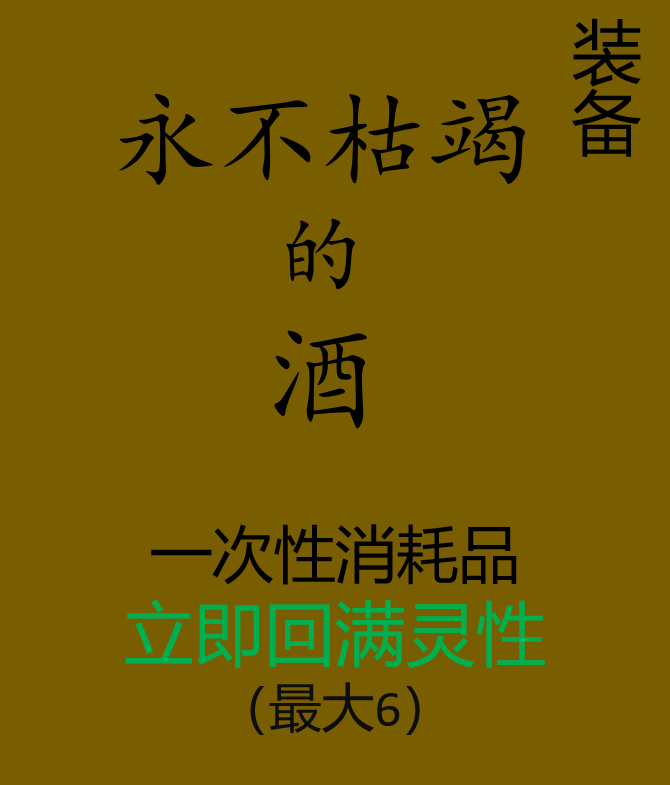 装备
永不枯竭
的
酒
一次性消耗品
立即回满灵性
（最大6）